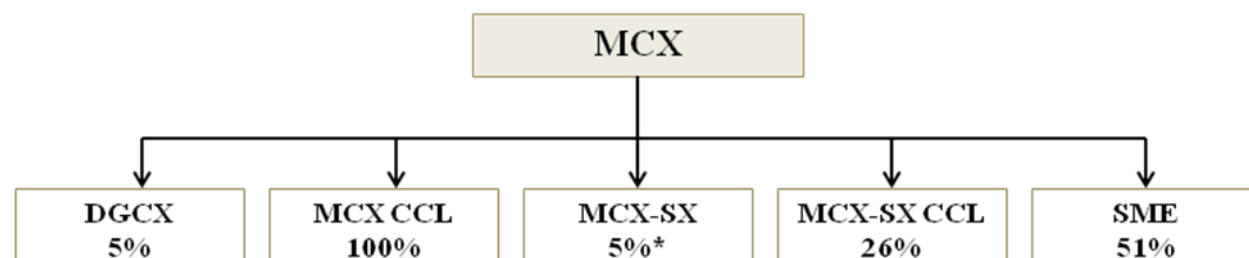 MCX
DGCX
5%
MCX CCL
100%
MCX-SX
5%*
MCX-SX CCL
26%
SME
51%